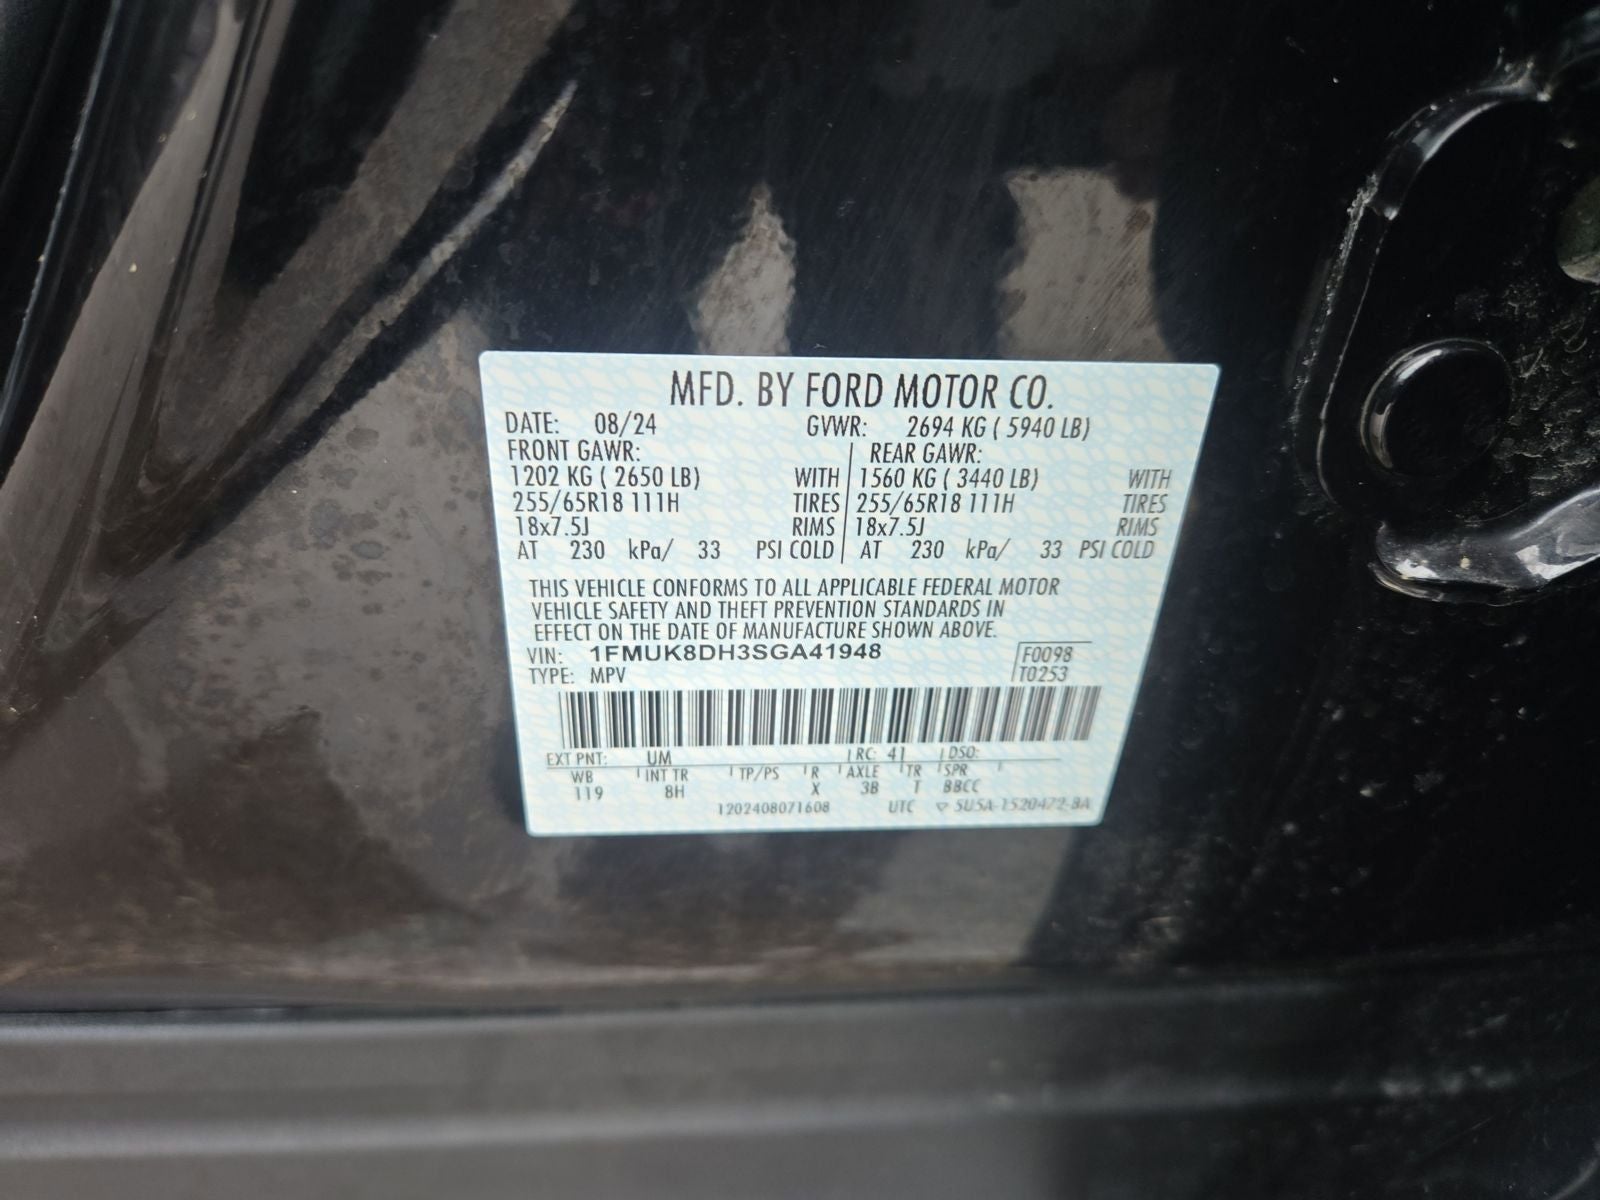 MFD. BY FORD MOTOR CO.
DATE: 08/24 GVWR: 2694 KG ( 5940 LB)
FRONT GAWR: REAR GAWR:
1202 KG ( 2650 LB) WITH 1560 KG ( 3440 LB) WITH
255/65R18 111H TIRES 255/65R18 111H TIRES
18x7.5J RIMS 18x7.5J RIMS
AT 230 kPa/ 33 PSI COLD AT 230 kPa/ 33 PSI COLD
THIS VEHICLE CONFORMS TO ALL APPLICABLE FEDERAL MOTOR
VEHICLE SAFETY AND THEFT PREVENTION STANDARDS IN
EFFECT ON THE DATE OF MANUFACTURE SHOWN ABOVE.
VIN: 1FMUK8DH3SGA41948 F0098
TYPE: MPV T0253
EXT PNT: UM RC: 41 DSO:
WB INT TR TP/PS R AXLE TR SPR
119 8H X 3B T BBCC
1202408071608 UTC 5U5A-1520472-BA